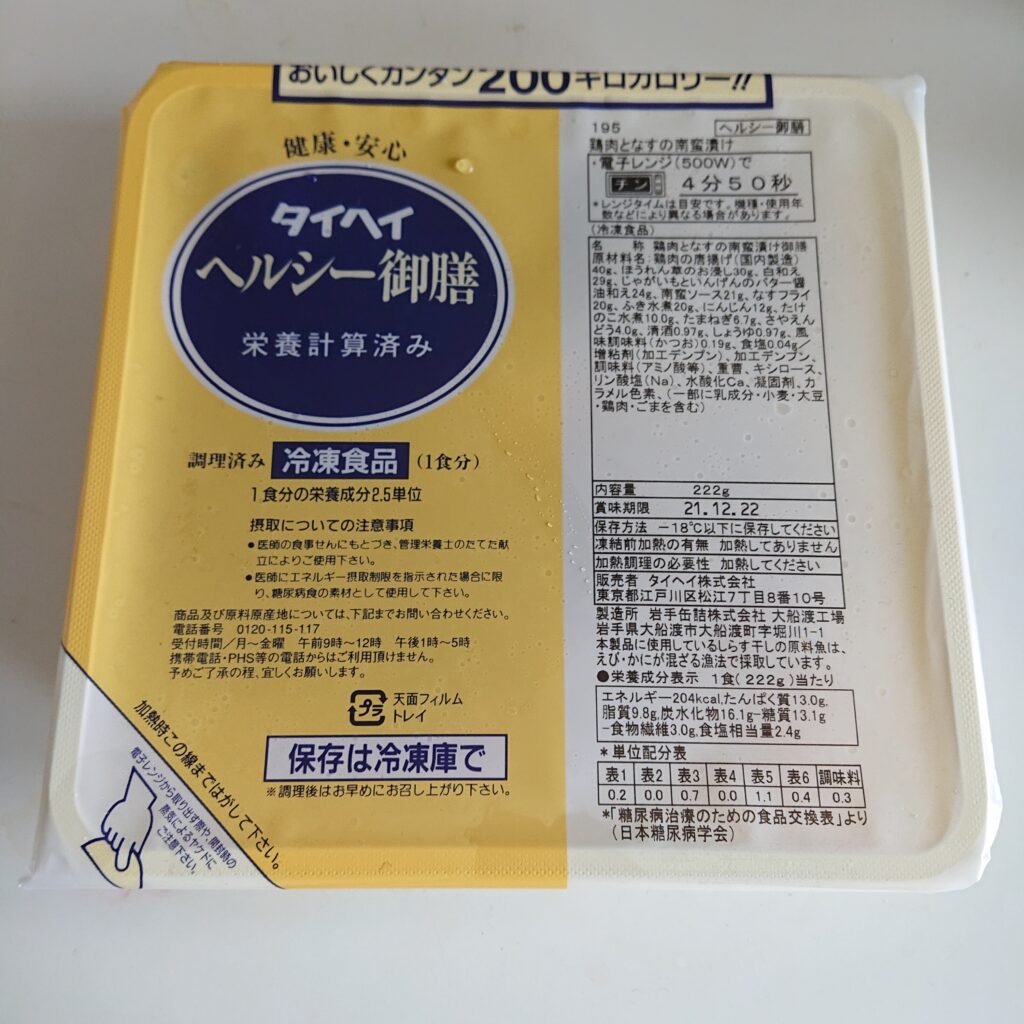 おいしくカンタン200キロカロリー!!
健康・安心
タイヘイ
ヘルシー御膳
栄養計算済み
調理済み 冷凍食品 (1食分)
1食分の栄養成分2.5単位
摂取についての注意事項
●医師の食事せんにもとづき、管理栄養士のたてた献
立によりご使用下さい。
●医師にエネルギー摂取制限を指示された場合に限
り、糖尿病食の素材として使用して下さい。
商品及び原料原産地については、下記までお問い合わせください。
電話番号 0120-115-117
受付時間/月〜金曜 午前9時〜12時 午後1時〜5時
携帯電話・PHS等の電話からはご利用頂けません。
予めご了承の程、宜しくお願いします。
プラ
天面フィルム
トレイ
保存は冷凍庫で
※調理後はお早めにお召し上がり下さい。
加熱時この線まではがして下さい。
電子レンジから取り出す際や、開封時の
蒸気によるヤケドに
ご注意下さい。
195 ヘルシー御膳
鶏肉となすの南蛮漬け
・電子レンジ(500W)で
チン 4分50秒
*レンジタイムは目安です。機種・使用年
数などにより異なる場合があります。
(冷凍食品)
名 称 鶏肉となすの南蛮漬け御膳
原材料名:鶏肉の唐揚げ(国内製造)
40g、ほうれん草のお浸し30g、白和え
29g、じゃがいもといんげんのバター醤
油和え24g、南蛮ソース21g、なすフライ
20g、ふき水煮20g、にんじん12g、たけ
のこ水煮10.0g、たまねぎ6.7g、さやえん
どう4.0g、清酒0.97g、しょうゆ0.97g、風
味調味料(かつお)0.19g、食塩0.04g/
増粘剤(加工デンプン)、加工デンプン、
調味料(アミノ酸等)、重曹、キシロース、
リン酸塩(Na)、水酸化Ca、凝固剤、カ
ラメル色素、(一部に乳成分・小麦・大豆
・鶏肉・ごまを含む)
内容量 222g
賞味期限 21.12.22
保存方法 −18℃以下に保存してください
凍結前加熱の有無 加熱してありません
加熱調理の必要性 加熱してください
販売者 タイヘイ株式会社
東京都江戸川区松江7丁目8番10号
製造所 岩手缶詰株式会社 大船渡工場
岩手県大船渡市大船渡町字堀川1-1
本製品に使用しているしらす干しの原料魚は、
えび・かにが混ざる漁法で採取しています。
●栄養成分表示 1食(222g)当たり
エネルギー204kcal,たんぱく質13.0g,
脂質9.8g,炭水化物16.1g-糖質13.1g
-食物繊維3.0g,食塩相当量2.4g
*単位配分表
表1 表2 表3 表4 表5 表6 調味料
0.2 0.0 0.7 0.0 1.1 0.4 0.3
*「糖尿病治療のための食品交換表」より
(日本糖尿病学会)